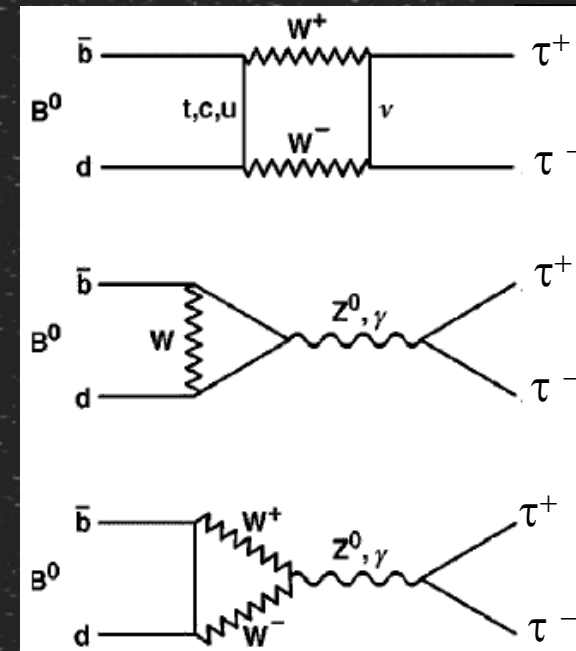 W⁺
b̄ τ⁺
B⁰ t,c,u ν
W⁻
d τ⁻
b̄ τ⁺
Z⁰, γ
B⁰ W
d τ⁻
b̄ W⁺ τ⁺
Z⁰, γ
B⁰
d W⁻ τ⁻